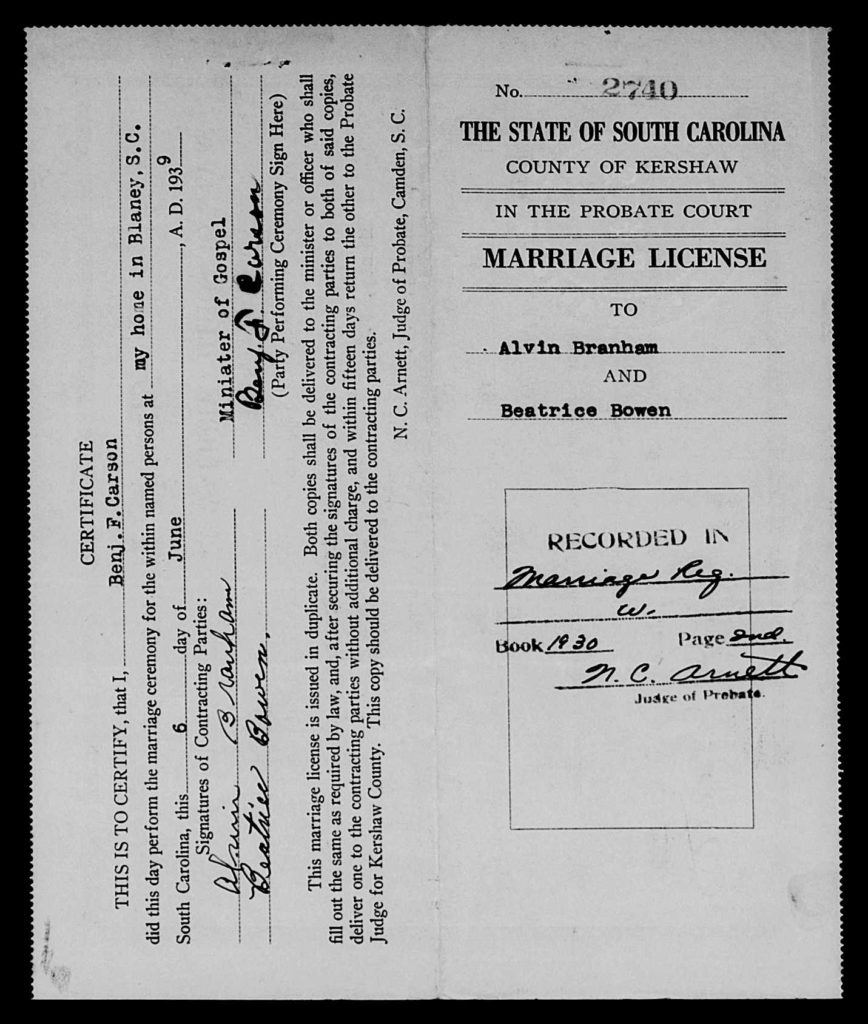 CERTIFICATE
THIS IS TO CERTIFY, that I, Benj. F. Carson
did this day perform the marriage ceremony for the within named persons at my home in Blaney, S.C.
South Carolina, this 6 day of June, A. D. 1939
Signatures of Contracting Parties:
Alvin Branham
Beatrice Bowen.
Miniater of Gospel
Benj. F. Carson
(Party Performing Ceremony Sign Here)
This marriage license is issued in duplicate. Both copies shall be delivered to the minister or officer who shall
fill out the same as required by law, and, after securing the signatures of the contracting parties to both of said copies,
deliver one to the contracting parties without additional charge, and within fifteen days return the other to the Probate
Judge for Kershaw County. This copy should be delivered to the contracting parties.
N. C. Arnett, Judge of Probate, Camden, S. C.
No. 2740
THE STATE OF SOUTH CAROLINA
COUNTY OF KERSHAW
IN THE PROBATE COURT
MARRIAGE LICENSE
TO
Alvin Branham
AND
Beatrice Bowen
RECORDED IN
Marriage Reg.
W.
Book 1930 Page 2nd.
N. C. Arnett
Judge of Probate.